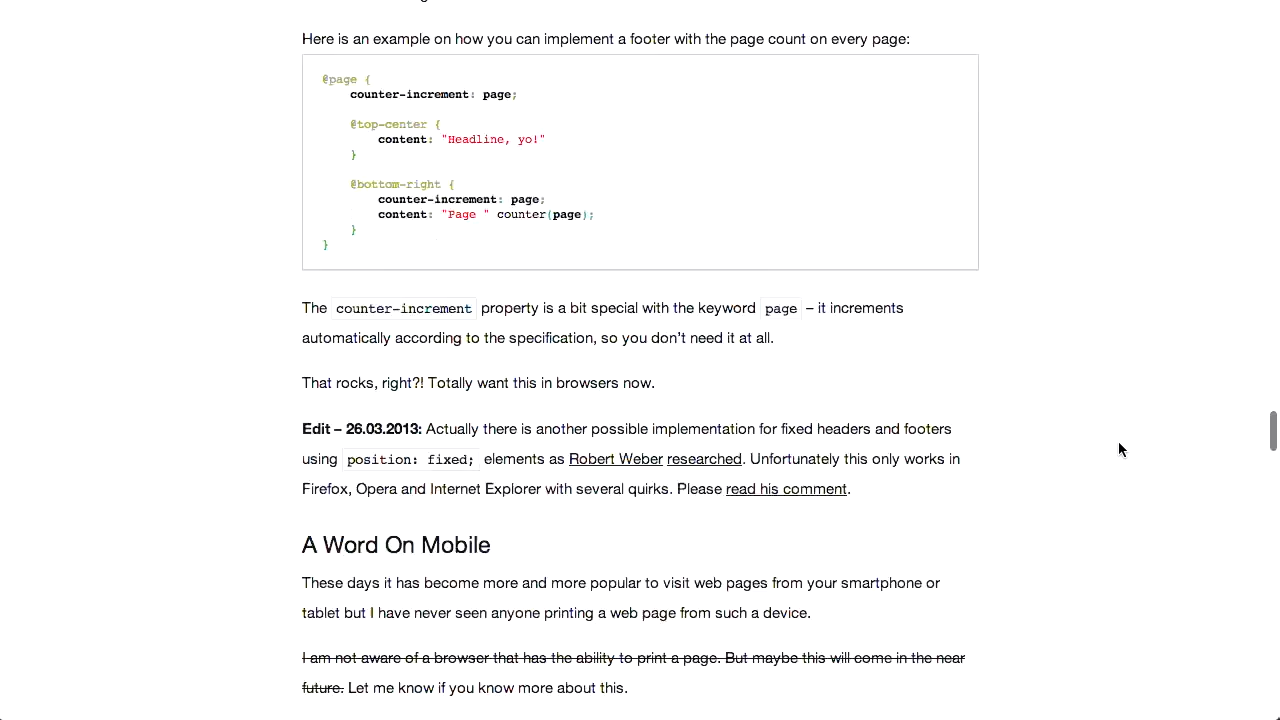 Here is an example on how you can implement a footer with the page count on every page:
@page {
counter-increment: page;
@top-center {
content: "Headline, yo!"
}
@bottom-right {
counter-increment: page;
content: "Page " counter(page);
}
}
The counter-increment property is a bit special with the keyword page – it increments
automatically according to the specification, so you don't need it at all.
That rocks, right?! Totally want this in browsers now.
Edit – 26.03.2013: Actually there is another possible implementation for fixed headers and footers
using position: fixed; elements as Robert Weber researched. Unfortunately this only works in
Firefox, Opera and Internet Explorer with several quirks. Please read his comment.
A Word On Mobile
These days it has become more and more popular to visit web pages from your smartphone or
tablet but I have never seen anyone printing a web page from such a device.
I am not aware of a browser that has the ability to print a page. But maybe this will come in the near
future. Let me know if you know more about this.